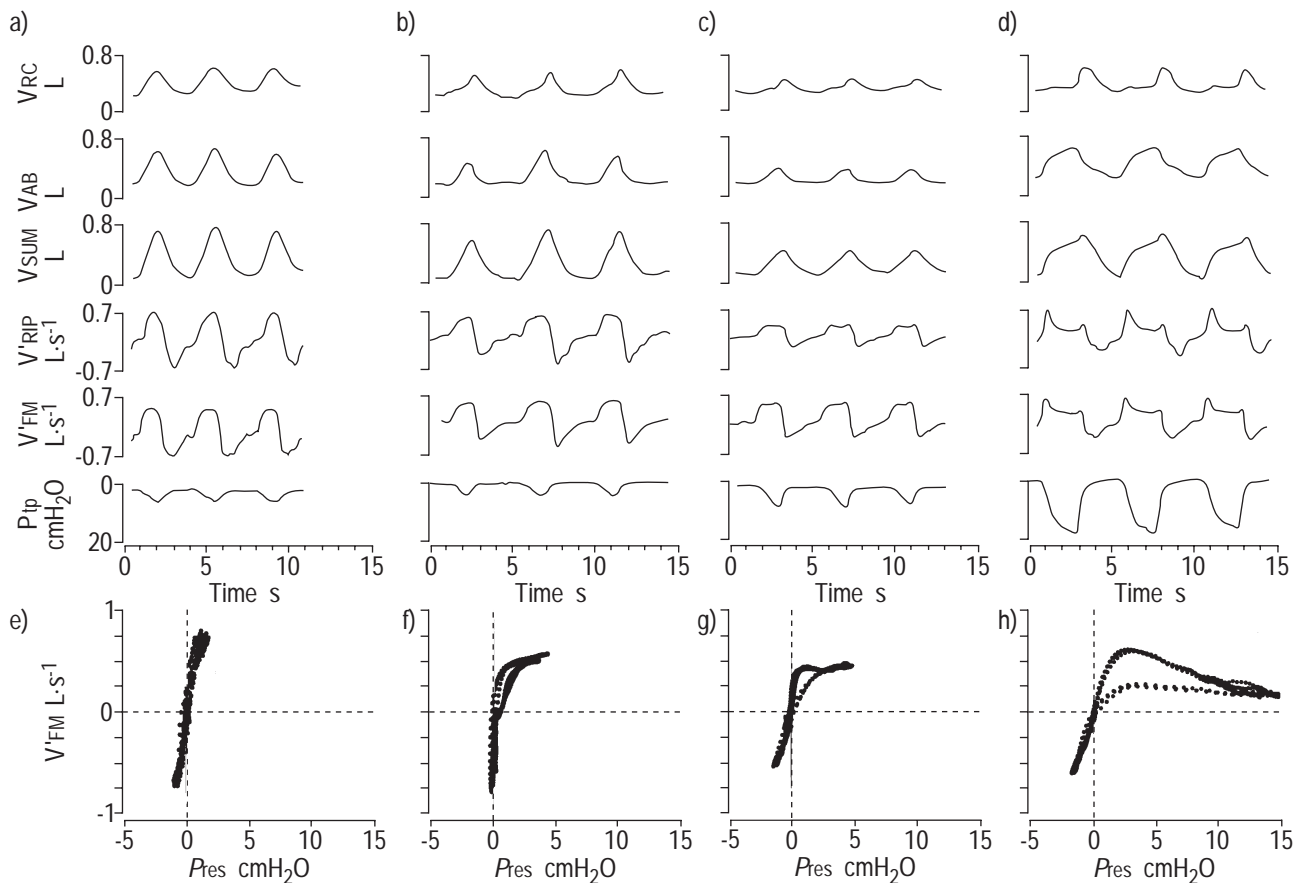 a) b) c) d)
VRC L 0.8 0
VAB L 0.8 0
VSUM L 0.8 0
V'RIP L·s-1 0.7 -0.7
V'FM L·s-1 0.7 -0.7
Ptp cmH2O 0 20
0 5 10 15 0 5 10 15 0 5 10 15 0 5 10 15
Time s Time s Time s Time s
e) f) g) h)
V'FM L·s-1 1 0 -1
-5 0 5 10 15 -5 0 5 10 15 -5 0 5 10 15 -5 0 5 10 15
Pres cmH2O Pres cmH2O Pres cmH2O Pres cmH2O